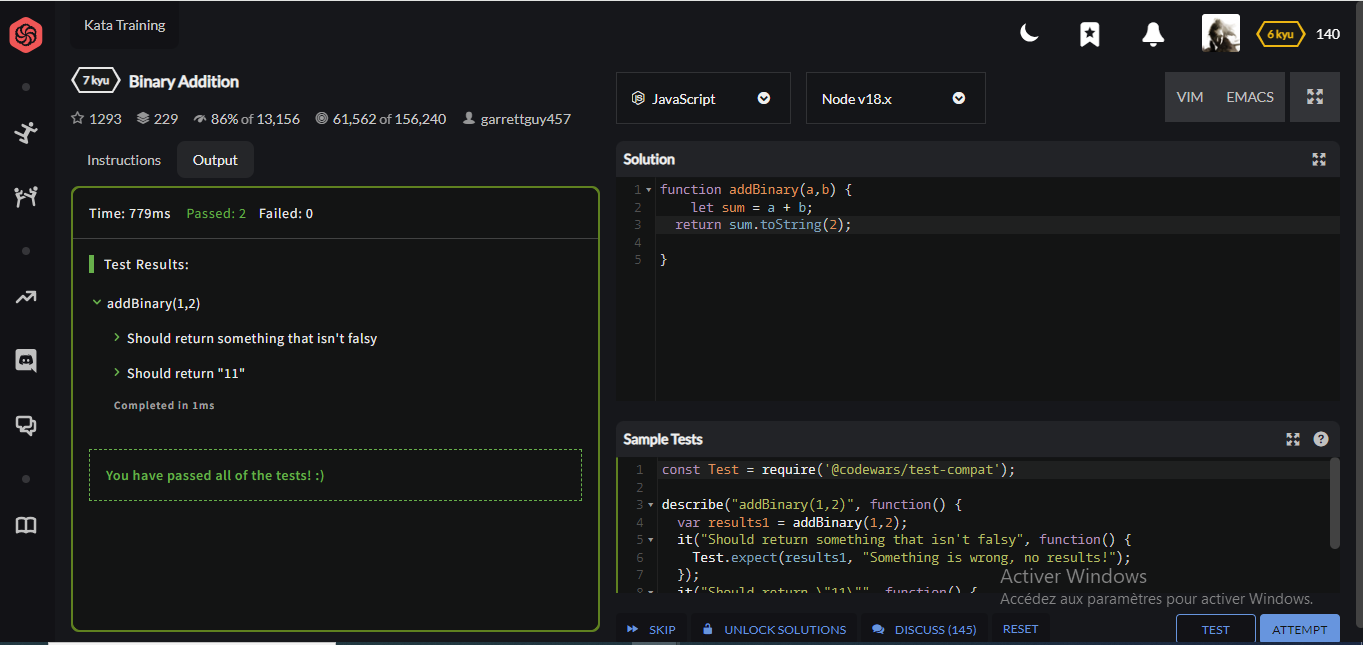 Kata Training
6 kyu 140
7 kyu Binary Addition
1293 229 86% of 13,156 61,562 of 156,240 garrettguy457
Instructions Output
Time: 779ms Passed: 2 Failed: 0
Test Results:
addBinary(1,2)
Should return something that isn't falsy
Should return "11"
Completed in 1ms
You have passed all of the tests! :)
JavaScript Node v18.x VIM EMACS
Solution
1 function addBinary(a,b) {
2 let sum = a + b;
3 return sum.toString(2);
4
5 }
Sample Tests
1 const Test = require('@codewars/test-compat');
2
3 describe("addBinary(1,2)", function() {
4 var results1 = addBinary(1,2);
5 it("Should return something that isn't falsy", function() {
6 Test.expect(results1, "Something is wrong, no results!");
7 });
8 it("Should return \"11\"", function() {
Activer Windows
Accédez aux paramètres pour activer Windows.
SKIP UNLOCK SOLUTIONS DISCUSS (145) RESET TEST ATTEMPT